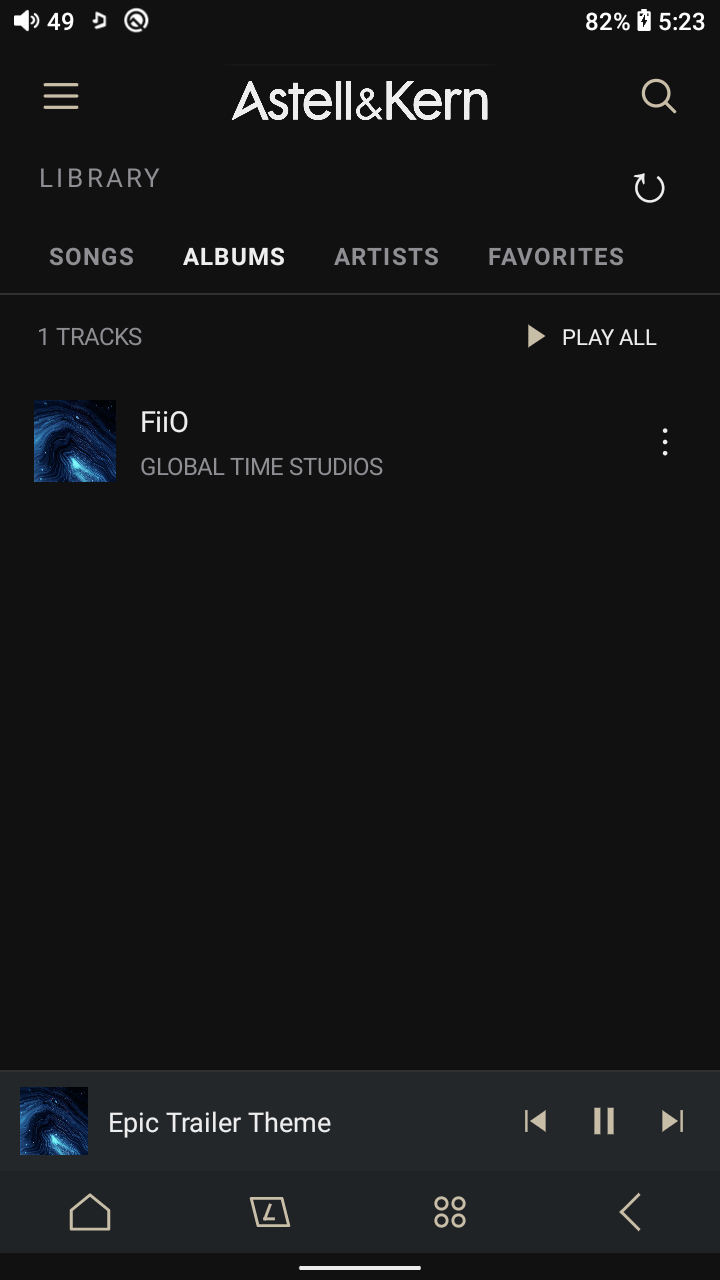 49 82% 5:23
Astell&Kern
LIBRARY
SONGS ALBUMS ARTISTS FAVORITES
1 TRACKS PLAY ALL
FiiO
GLOBAL TIME STUDIOS
Epic Trailer Theme